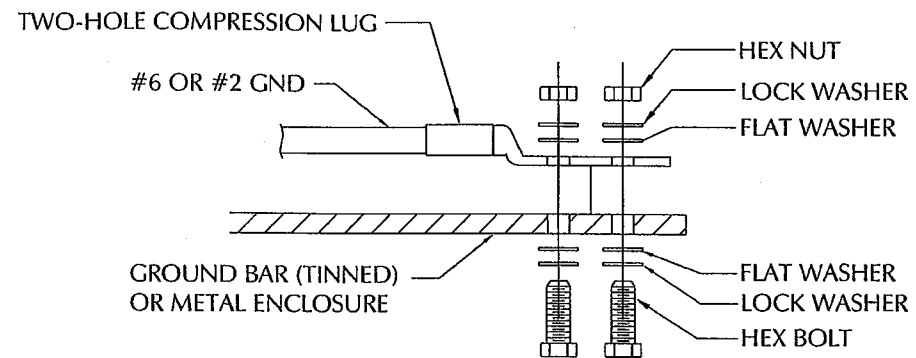 TWO-HOLE COMPRESSION LUG
#6 OR #2 GND
HEX NUT
LOCK WASHER
FLAT WASHER
GROUND BAR (TINNED)
OR METAL ENCLOSURE
FLAT WASHER
LOCK WASHER
HEX BOLT